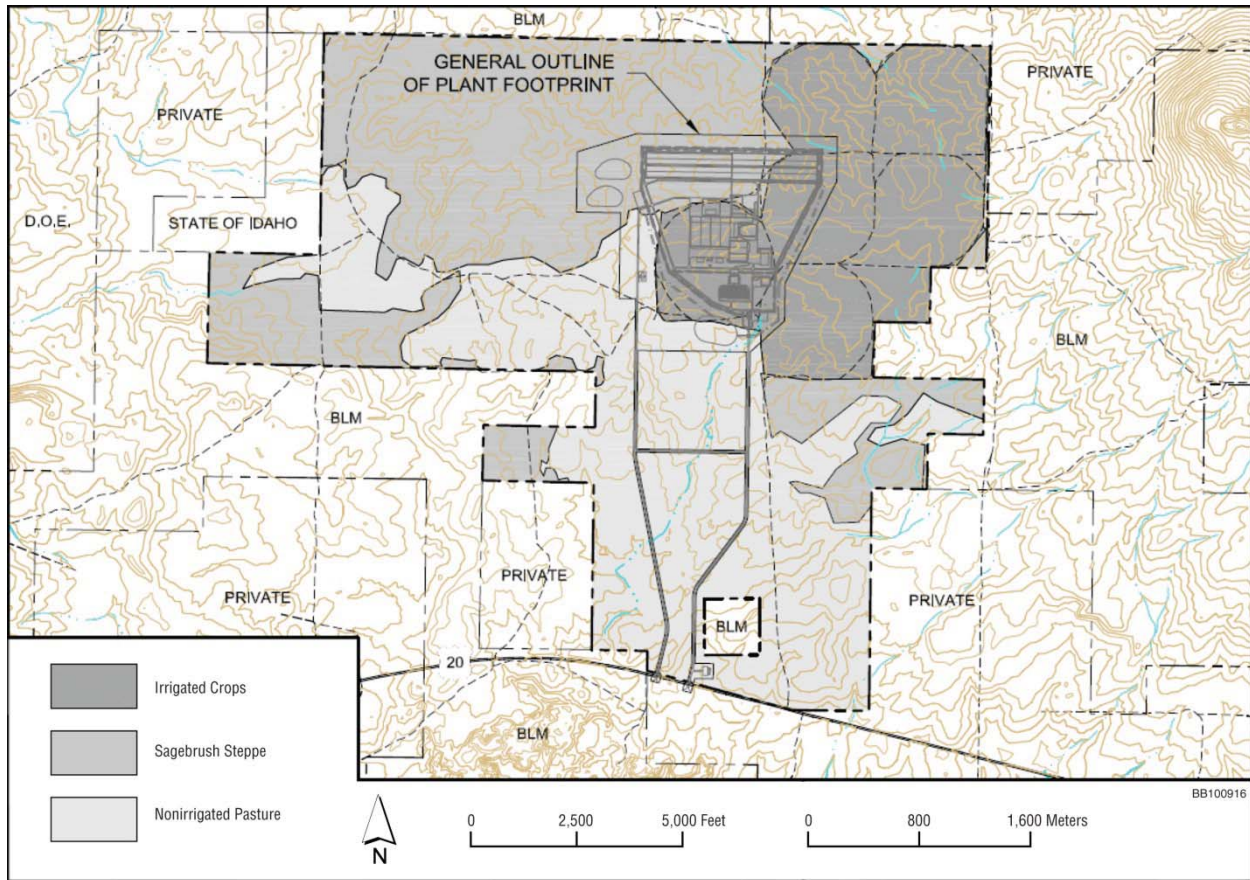 BLM
GENERAL OUTLINE
OF PLANT FOOTPRINT
PRIVATE
PRIVATE
D.O.E.
STATE OF IDAHO
BLM
BLM
PRIVATE
PRIVATE
PRIVATE
BLM
20
BLM
Irrigated Crops
Sagebrush Steppe
Nonirrigated Pasture
BB100916
N
0 2,500 5,000 Feet
0 800 1,600 Meters